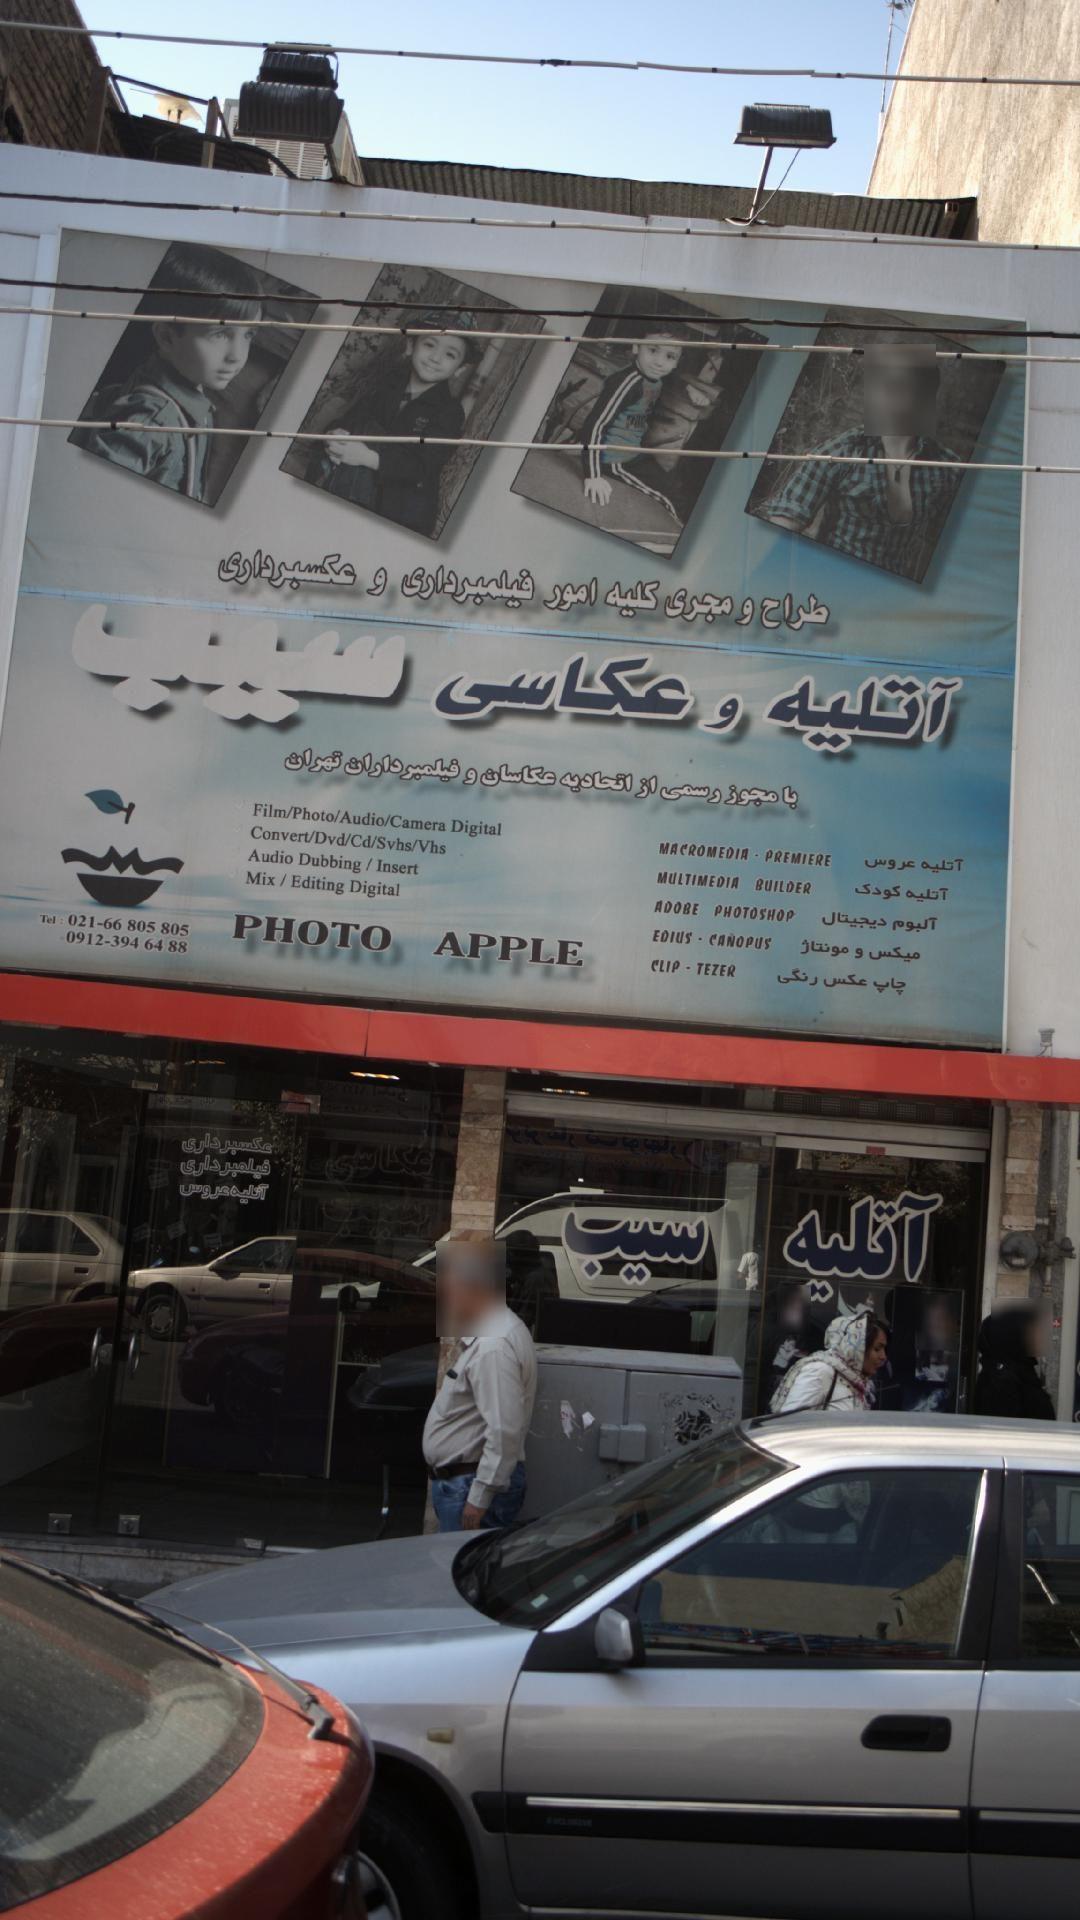 طراح و مجری کلیه امور فیلمبرداری و عکسبرداری
آتلیه و عکاسی سیب
با مجوز رسمی از اتحادیه عکاسان و فیلمبرداران تهران
Film/Photo/Audio/Camera Digital
Convert/Dvd/Cd/Svhs/Vhs
Audio Dubbing / Insert
Mix / Editing Digital
PHOTO APPLE
Tel : 021-66 805 805
0912-394 64 88
MACROMEDIA - PREMIERE آتلیه عروس
MULTIMEDIA BUILDER آتلیه کودک
ADOBE PHOTOSHOP آلبوم دیجیتال
EDIUS - CANOPUS میکس و مونتاژ
CLIP - TEZER چاپ عکس رنگی
عکسبرداری
فیلمبرداری
آتلیه عروس
آتلیه سیب